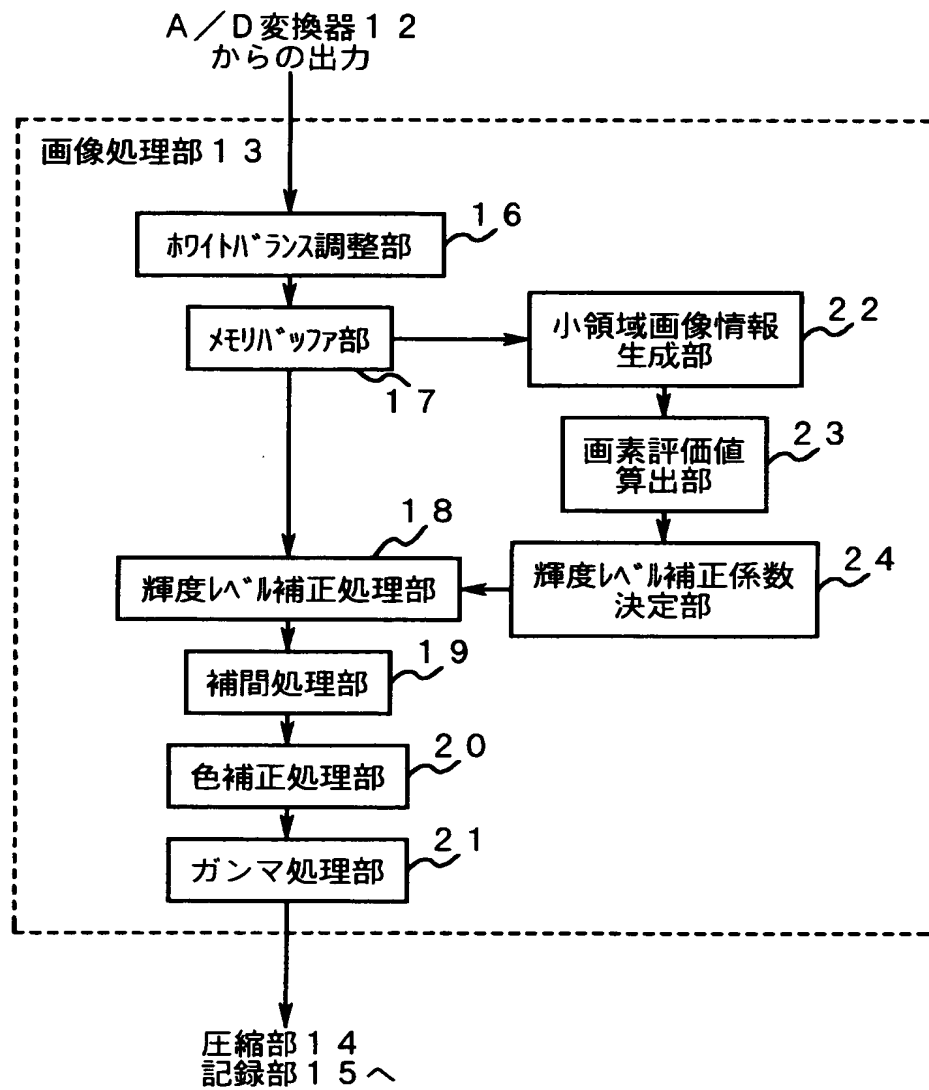 A/D変換器12
からの出力
画像処理部13
ﾎﾜｲﾄﾊﾞﾗﾝｽ調整部
16
ﾒﾓﾘﾊﾞｯﾌｧ部
17
小領域画像情報
生成部
22
画素評価値
算出部
23
輝度ﾚﾍﾞﾙ補正処理部
18
輝度ﾚﾍﾞﾙ補正係数
決定部
24
補間処理部
19
色補正処理部
20
ガンマ処理部
21
圧縮部14
記録部15へ